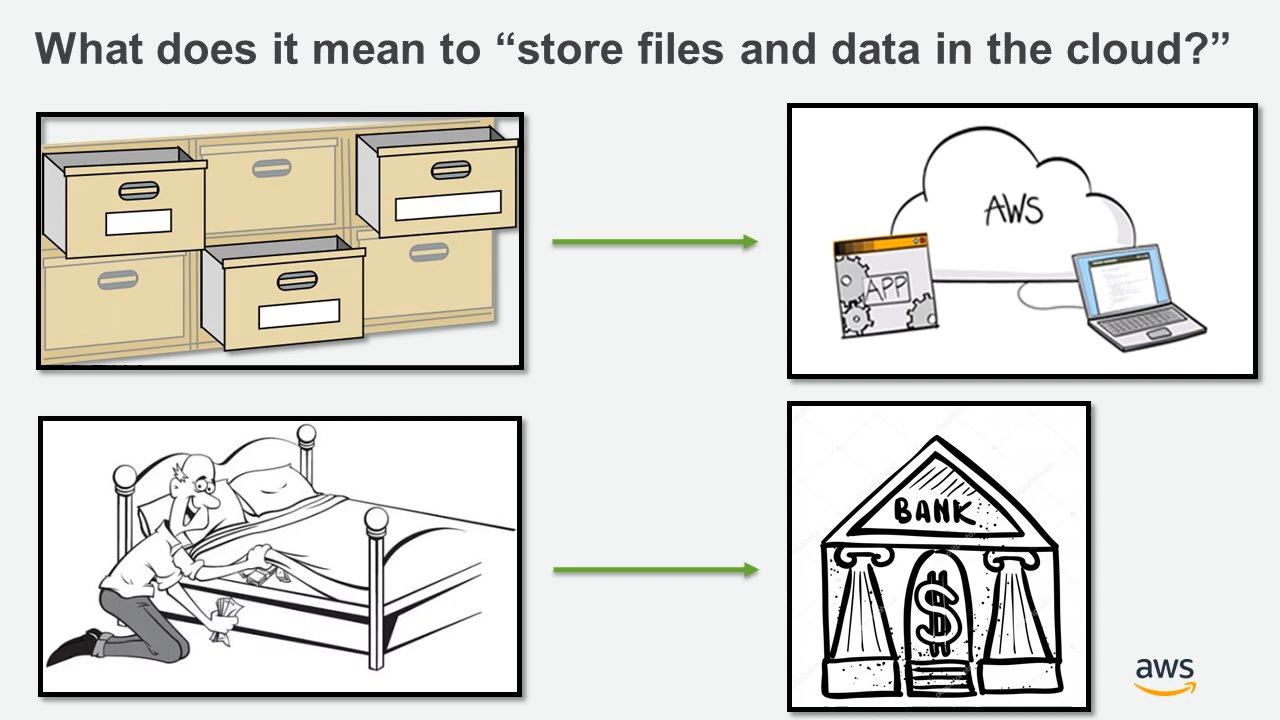 What does it mean to “store files and data in the cloud?”
AWS
APP
BANK
$
aws